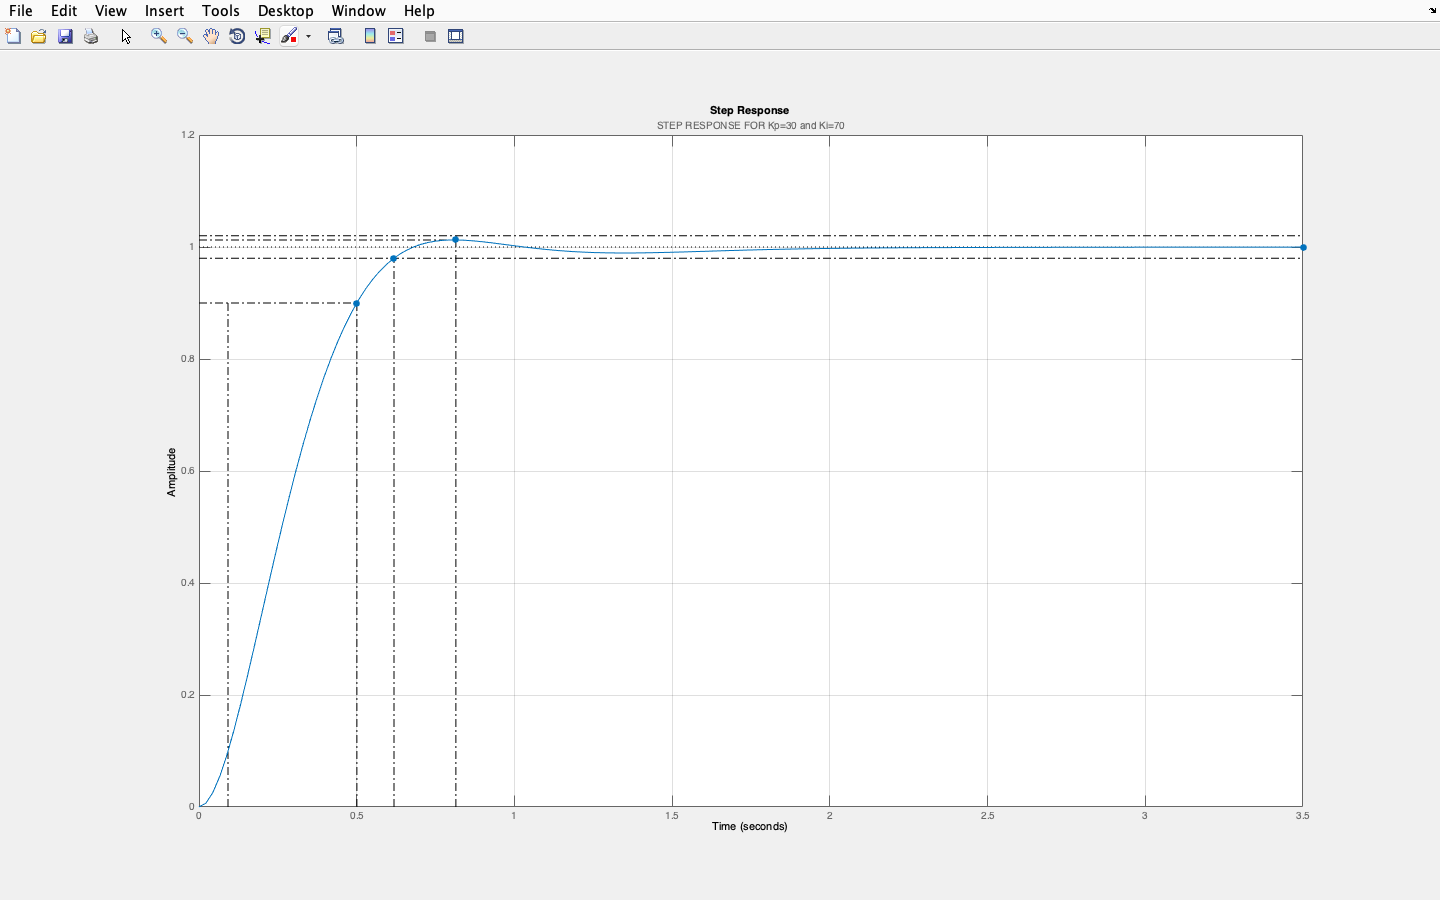 File Edit View Insert Tools Desktop Window Help
Step Response
STEP RESPONSE FOR Kp=30 and Ki=70
1.2
1
0.8
0.6
0.4
0.2
0
Amplitude
0 0.5 1 1.5 2 2.5 3 3.5
Time (seconds)